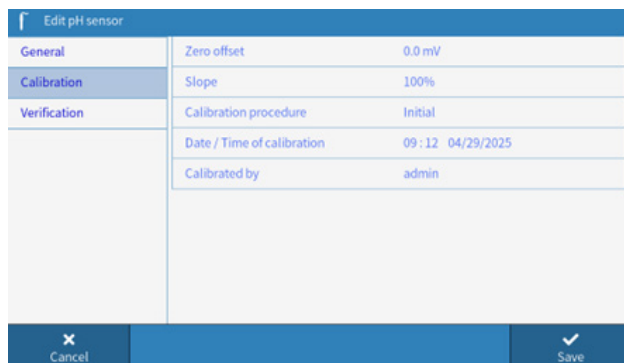 Edit pH sensor
General
Calibration
Verification
Zero offset 0.0 mV
Slope 100%
Calibration procedure Initial
Date / Time of calibration 09 : 12 04/29/2025
Calibrated by admin
Cancel
Save